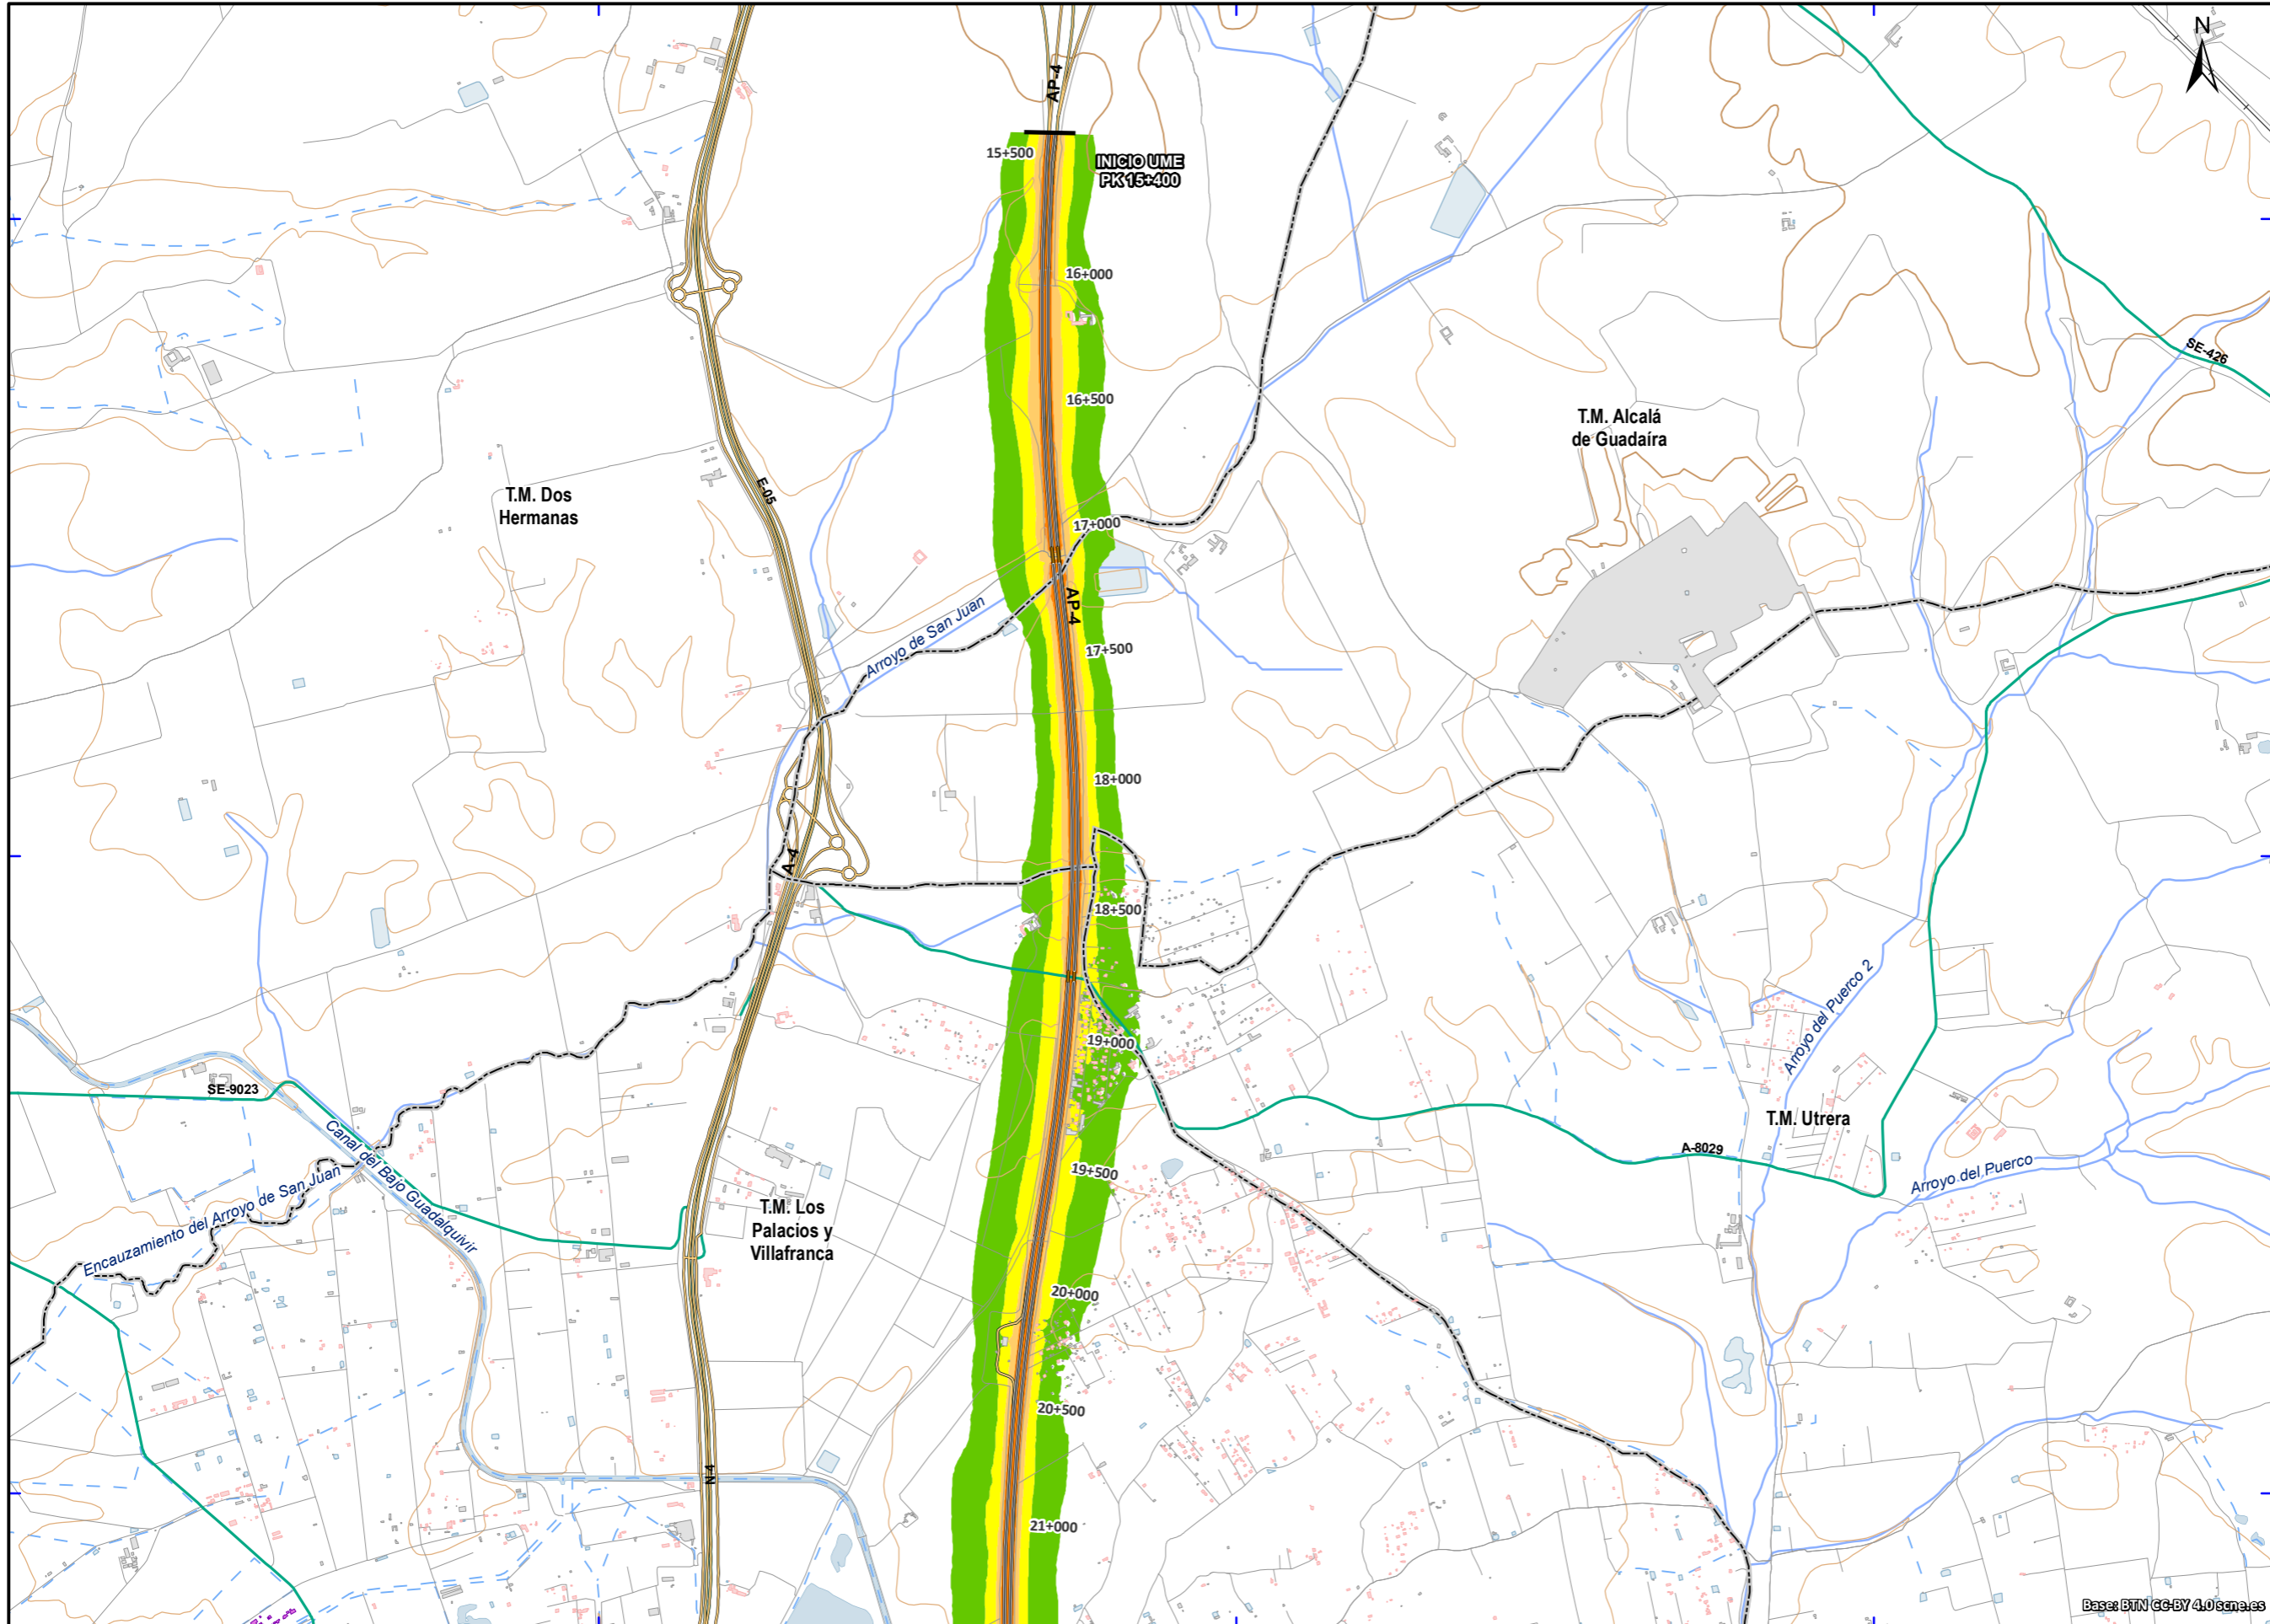 N
AP-4
15+500
INICIO UME
PK 15+400
16+000
SE-426
16+500
T.M. Alcalá
de Guadaíra
E-05
T.M. Dos
Hermanas
17+000
AP-4
Arroyo de San Juan
17+500
18+000
A-4
18+500
Arroyo del Puerco 2
19+000
SE-9023
T.M. Utrera
Canal del Bajo Guadalquivir
A-8029
19+500
Arroyo del Puerco
Encauzamiento del Arroyo de San Juan
T.M. Los
Palacios y
Villafranca
20+000
20+500
N-4
21+000
Base: BTN CC-BY 4.0 scne.es